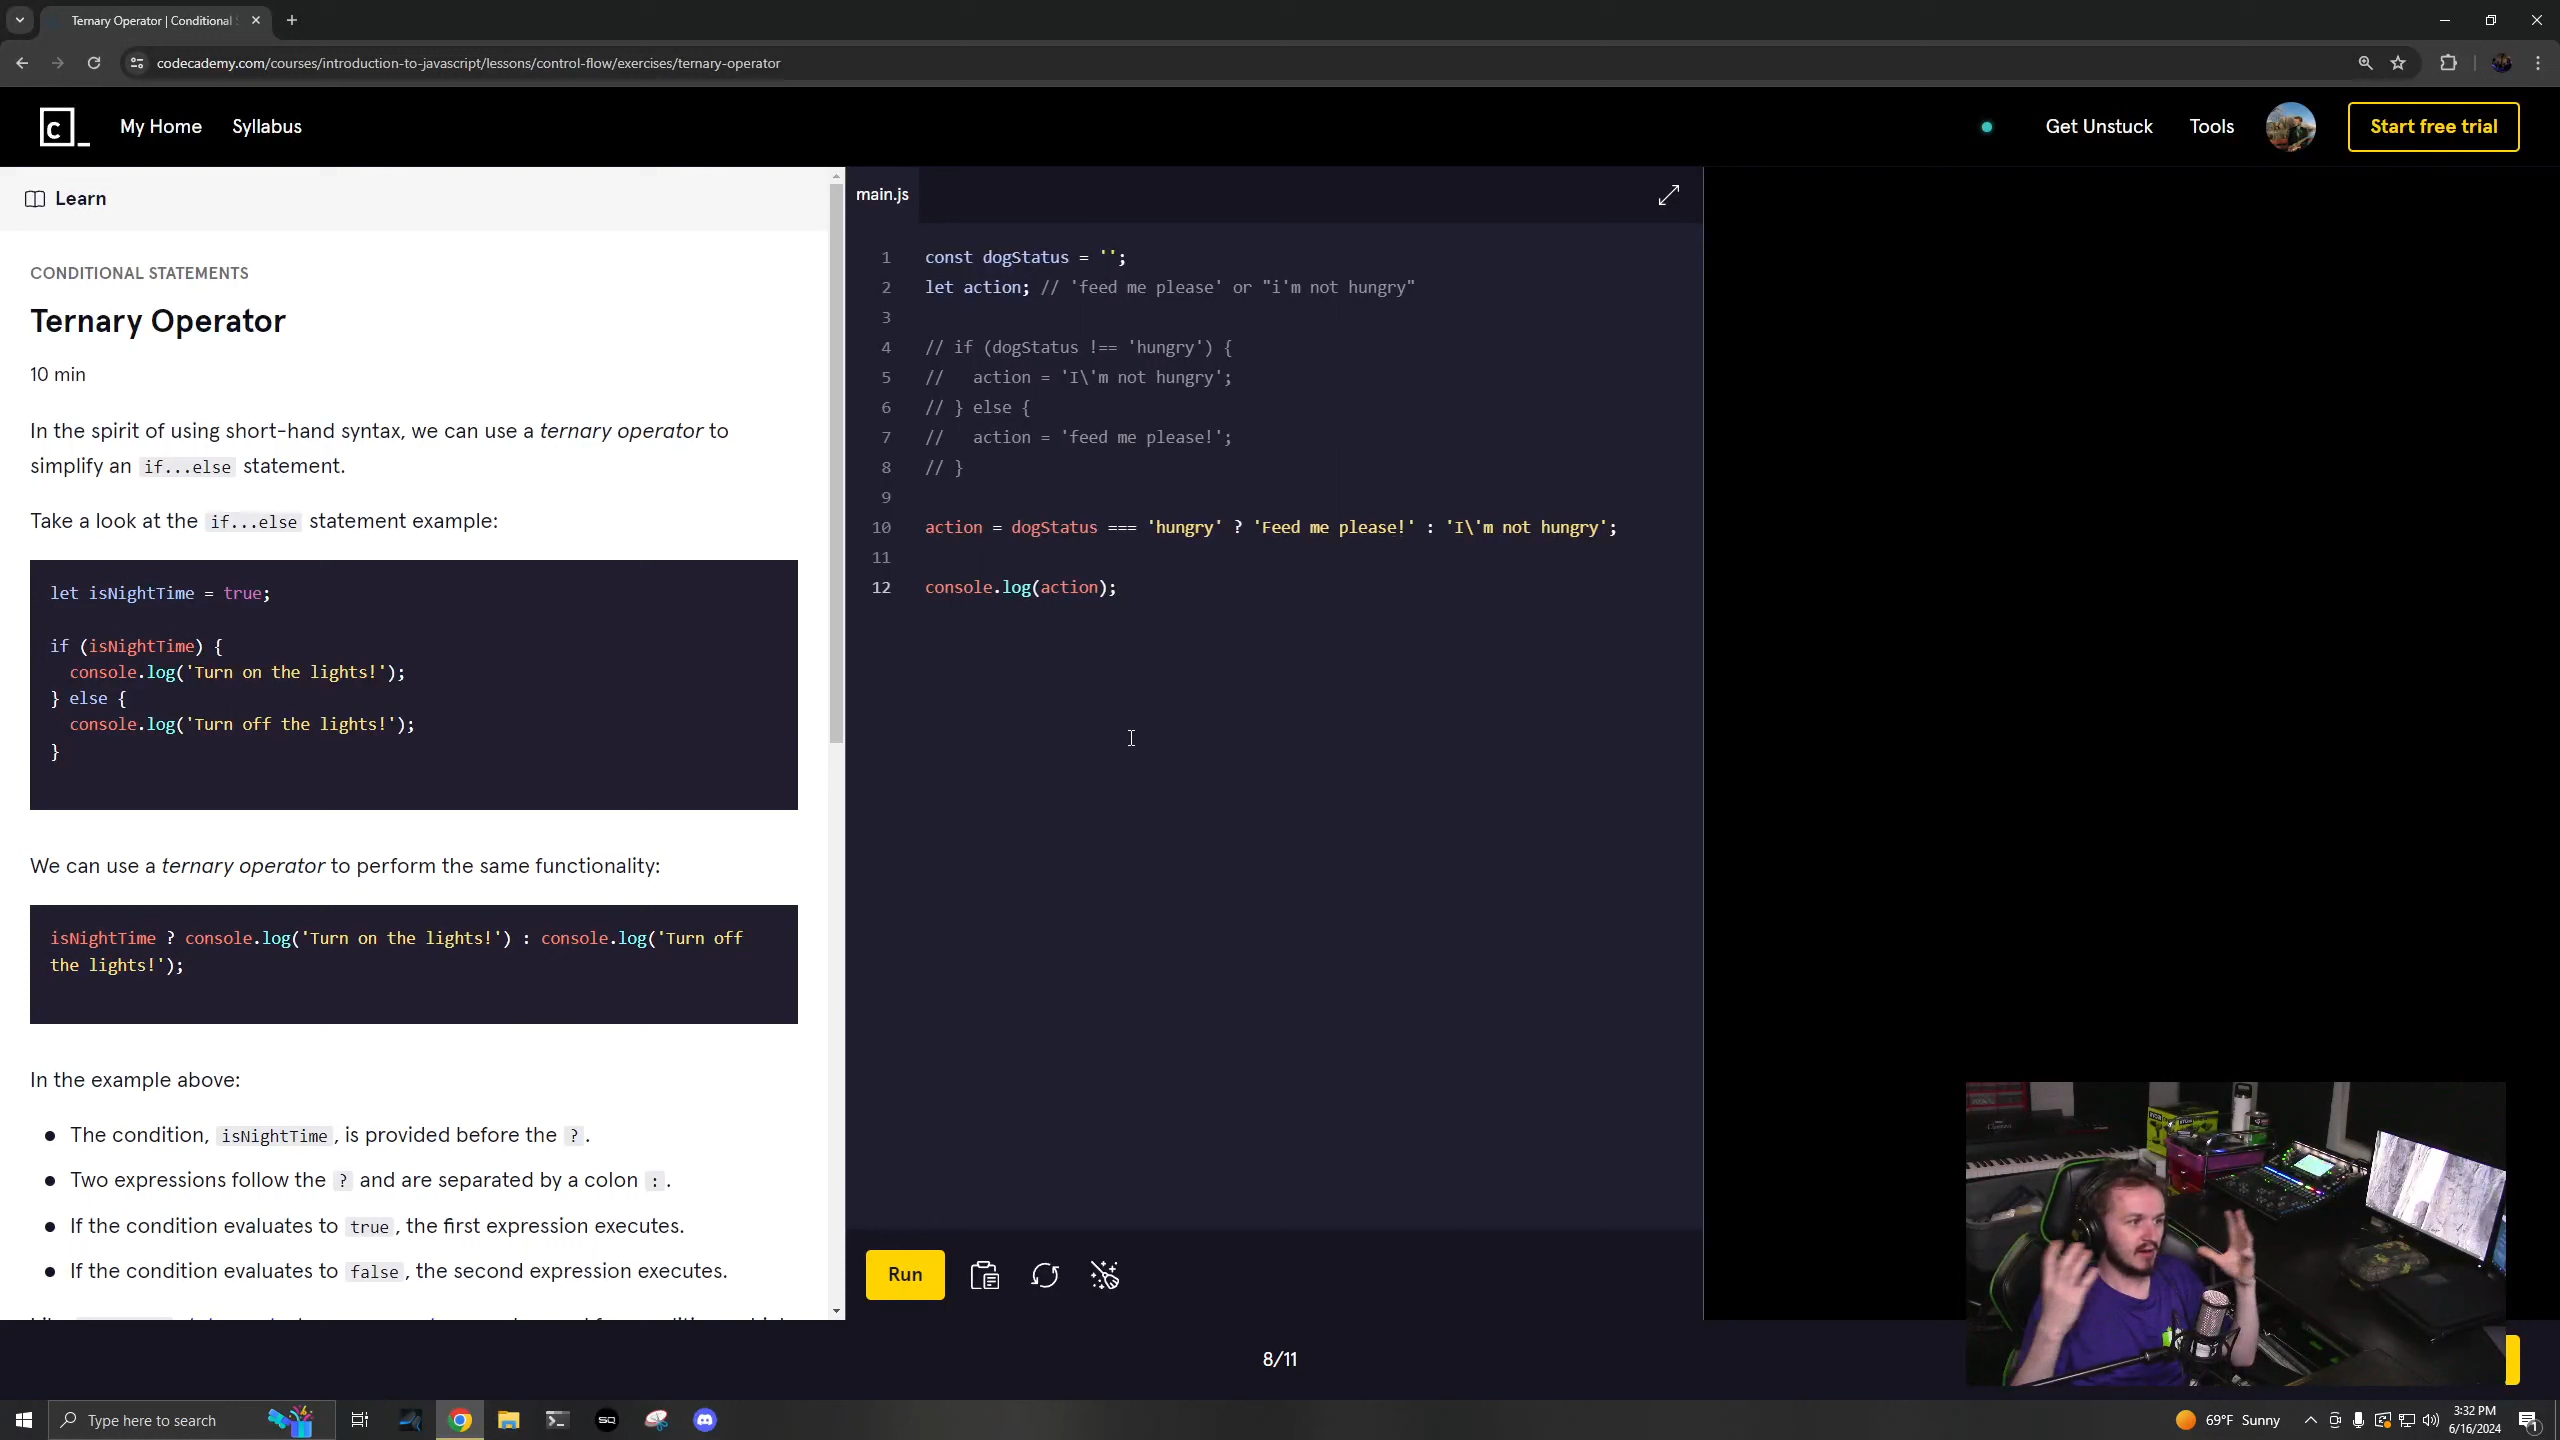 Ternary Operator | Conditional
codecademy.com/courses/introduction-to-javascript/lessons/control-flow/exercises/ternary-operator
c_
My Home
Syllabus
Get Unstuck
Tools
Start free trial
Learn
CONDITIONAL STATEMENTS
Ternary Operator
10 min
In the spirit of using short-hand syntax, we can use a ternary operator to
simplify an if...else statement.
Take a look at the if...else statement example:
let isNightTime = true;
if (isNightTime) {
  console.log('Turn on the lights!');
} else {
  console.log('Turn off the lights!');
}
We can use a ternary operator to perform the same functionality:
isNightTime ? console.log('Turn on the lights!') : console.log('Turn off
the lights!');
In the example above:
● The condition, isNightTime, is provided before the ?.
● Two expressions follow the ? and are separated by a colon :.
● If the condition evaluates to true, the first expression executes.
● If the condition evaluates to false, the second expression executes.
main.js
1 const dogStatus = '';
2 let action; // 'feed me please' or "i'm not hungry"
3
4 // if (dogStatus !== 'hungry') {
5 //   action = 'I\'m not hungry';
6 // } else {
7 //   action = 'feed me please!';
8 // }
9
10 action = dogStatus === 'hungry' ? 'Feed me please!' : 'I\'m not hungry';
11
12 console.log(action);
Run
8/11
Type here to search
SQ
69°F Sunny
3:32 PM
6/16/2024
1